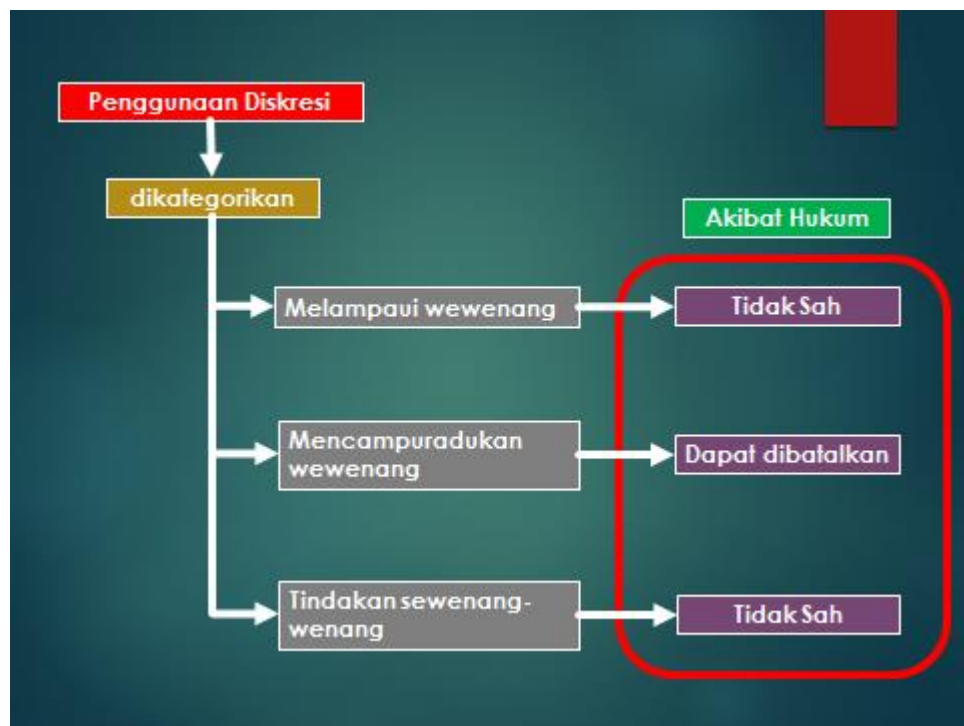 Penggunaan Diskresi
dikategorikan
Akibat Hukum
Melampaui wewenang
Tidak Sah
Mencampuradukan
wewenang
Dapat dibatalkan
Tindakan sewenang-
wenang
Tidak Sah